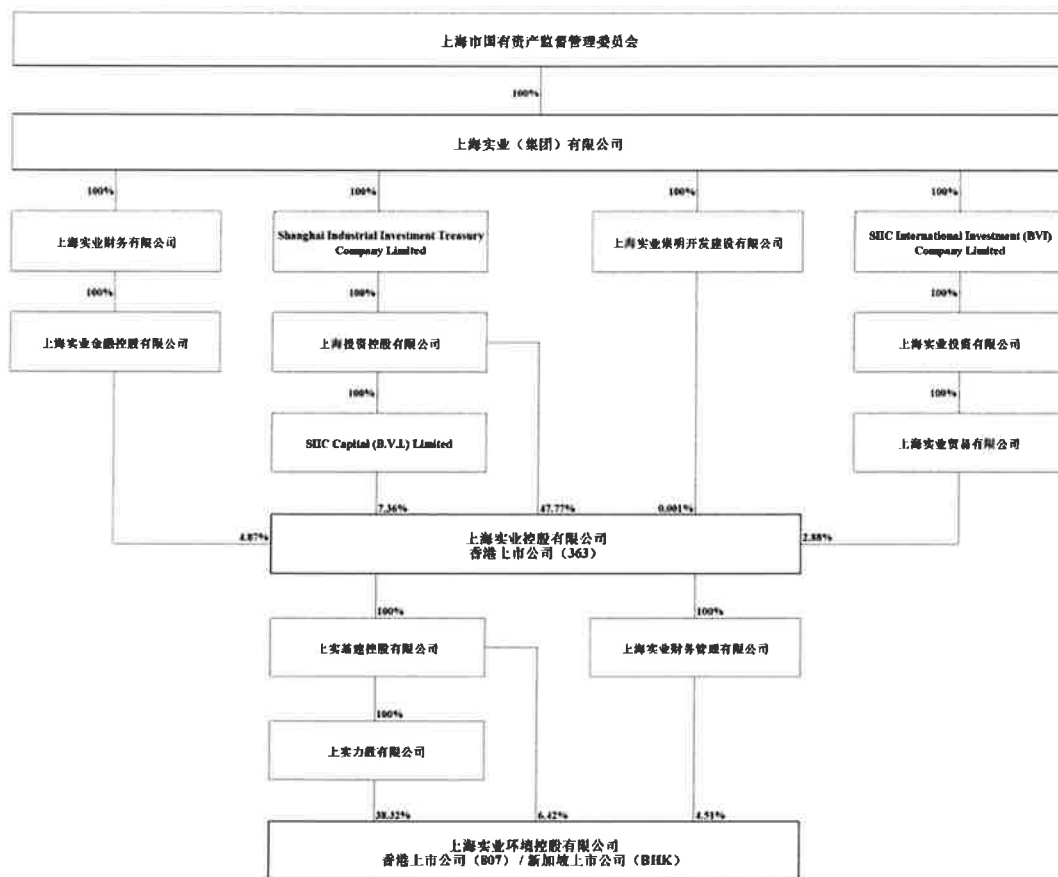 上海市国有资产监督管理委员会
100%
上海实业（集团）有限公司
100%
100%
100%
100%
上海实业财务有限公司
Shanghai Industrial Investment Treasury
Company Limited
上海实业崇明开发建设有限公司
SIIC International Investment (BVI)
Company Limited
100%
100%
100%
上海实业金融控股有限公司
上海投资控股有限公司
上海实业投资有限公司
100%
100%
SIIC Capital (B.V.I.) Limited
上海实业贸易有限公司
7.36%
47.77%
0.001%
4.87%
上海实业控股有限公司
香港上市公司（363）
2.88%
100%
100%
上实基建控股有限公司
上海实业财务管理有限公司
100%
上实力敏有限公司
38.32%
6.42%
4.51%
上海实业环境控股有限公司
香港上市公司（807）/ 新加坡上市公司（BHK）